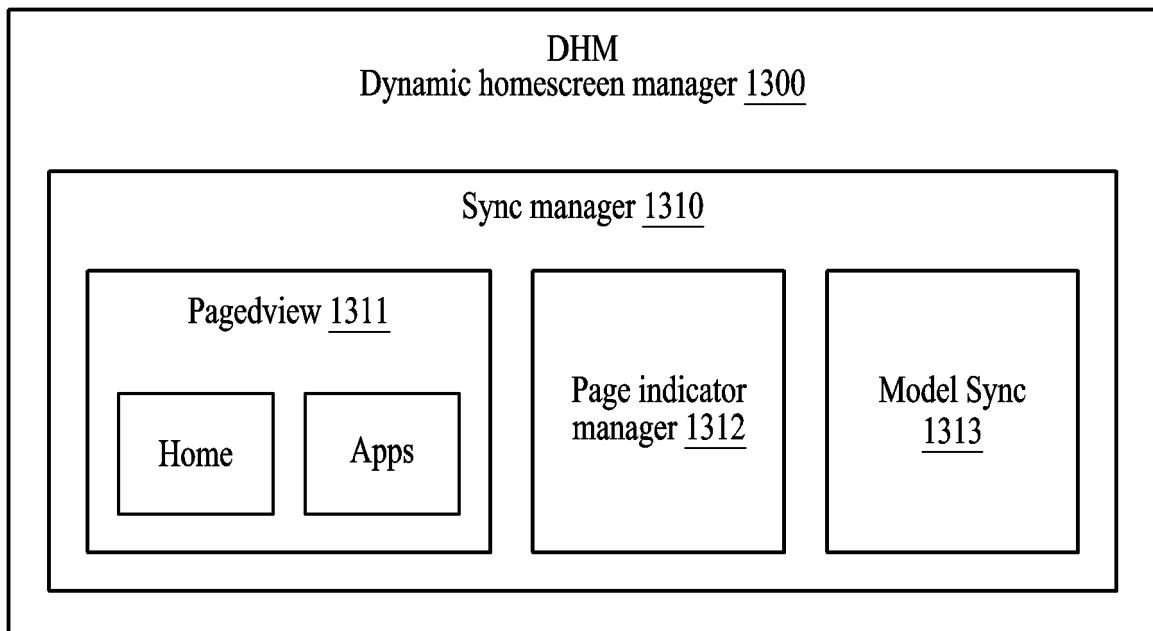 DHM
Dynamic homescreen manager 1300
Sync manager 1310
Pagedview 1311
Home
Apps
Page indicator
manager 1312
Model Sync
1313